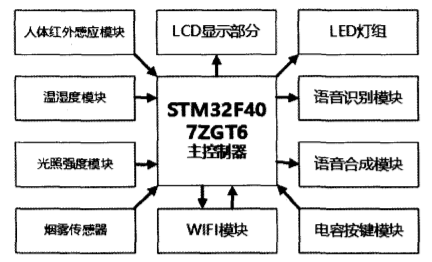 人体红外感应模块
LCD显示部分
LED灯组
温湿度模块
STM32F40
7ZGT6
主控制器
语音识别模块
光照强度模块
语音合成模块
烟雾传感器
WIFI模块
电容按键模块